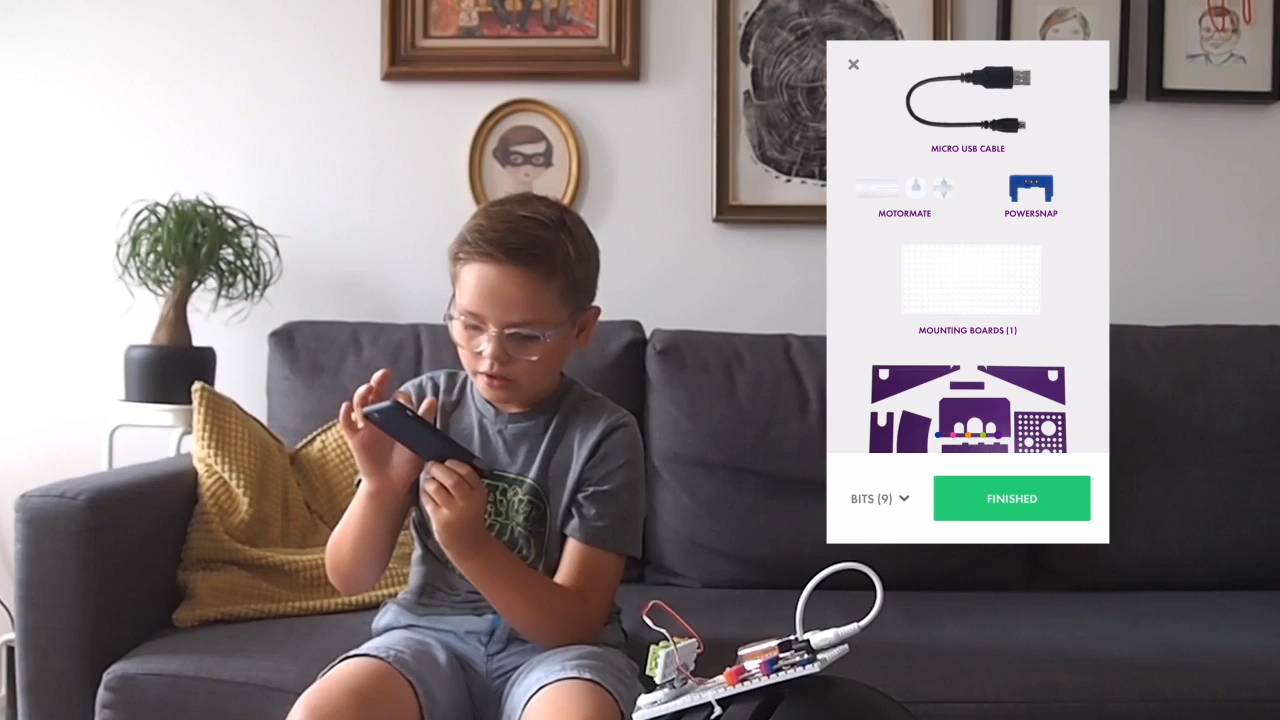 MICRO USB CABLE
MOTORMATE
POWERSNAP
MOUNTING BOARDS (1)
BITS (9)
FINISHED